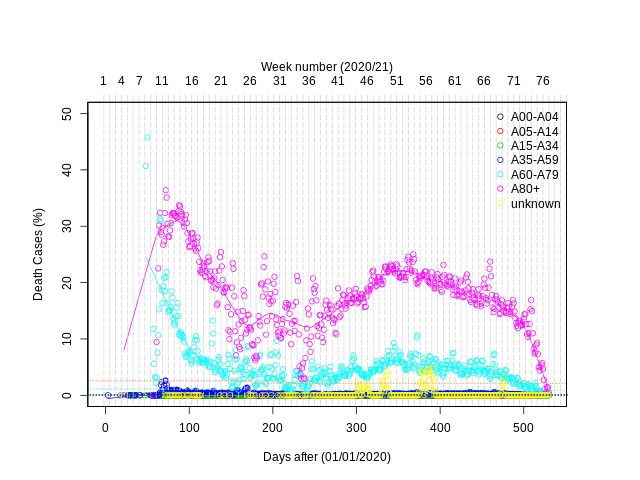 Week number (2020/21)
1 4 7 11 16 21 26 31 36 41 46 51 56 61 66 71 76
50
40
30
20
10
0
Death Cases (%)
A00-A04
A05-A14
A15-A34
A35-A59
A60-A79
A80+
unknown
0 100 200 300 400 500
Days after (01/01/2020)